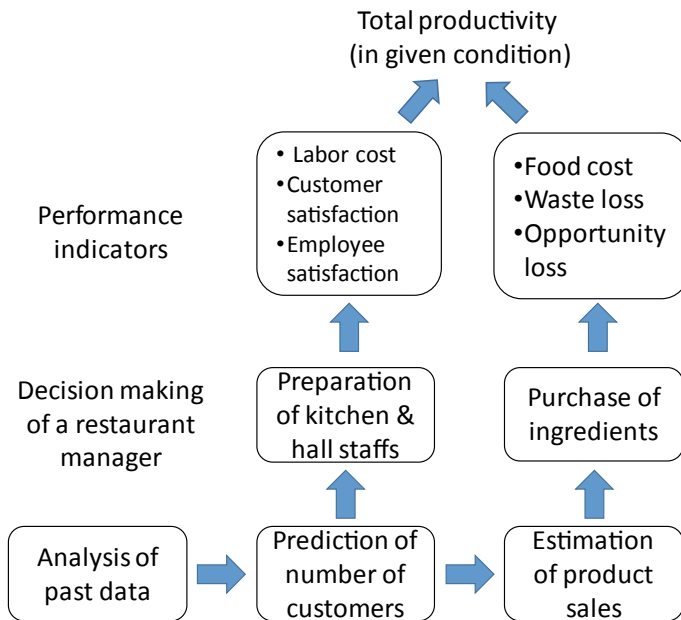 Total productivity
(in given condition)
Performance
indicators
• Labor cost
•Customer
satisfaction
•Employee
satisfaction
•Food cost
•Waste loss
•Opportunity
loss
Decision making
of a restaurant
manager
Preparation
of kitchen &
hall staffs
Purchase of
ingredients
Analysis of
past data
Prediction of
number of
customers
Estimation
of product
sales